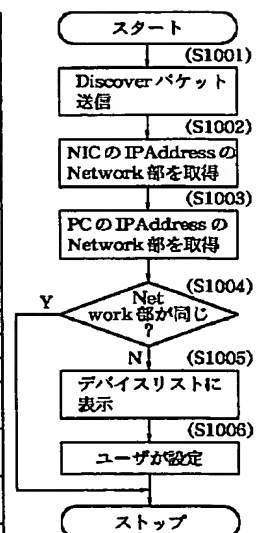 スタート
(S1001)
Discoverパケット
送信
(S1002)
NICのIPAddressの
Network部を取得
(S1003)
PCのIPAddressの
Network部を取得
(S1004)
Net
work部が同じ
?
Y
N
(S1005)
デバイスリストに
表示
(S1006)
ユーザが設定
ストップ